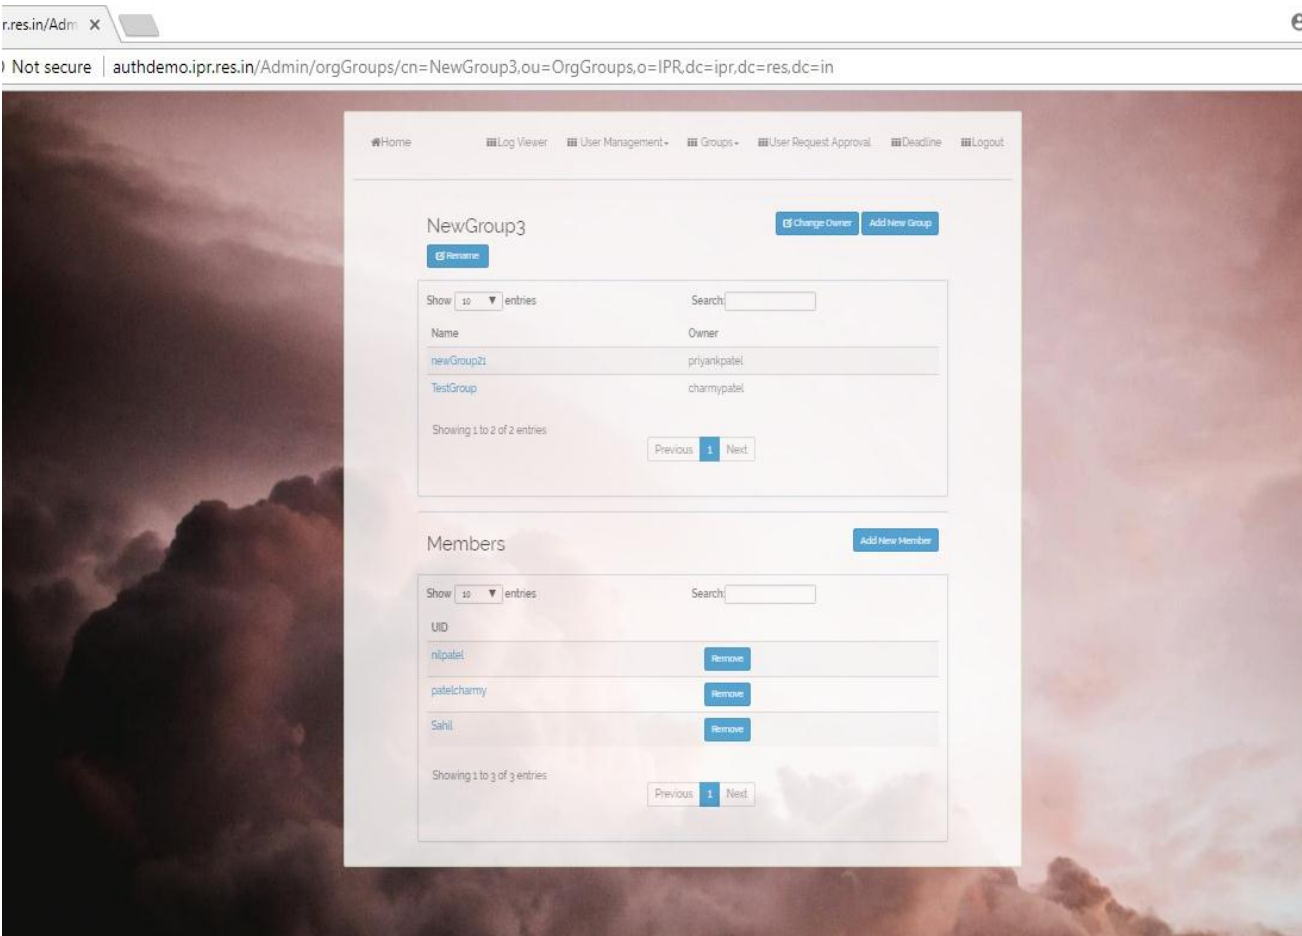 r.res.in/Adm
Not secure authdemo.ipr.res.in/Admin/orgGroups/cn=NewGroup3,ou=OrgGroups,o=IPR,dc=ipr,dc=res,dc=in
Home Log Viewer User Management Groups User Request Approval Deadline Logout
NewGroup3 Change Owner Add New Group
Rename
Show 10 entries Search:
Name Owner
newGroup21 priyankpatel
TestGroup charmypatel
Showing 1 to 2 of 2 entries
Previous 1 Next
Members Add New Member
Show 10 entries Search:
UID
nilpatel Remove
patelcharmy Remove
Sahil Remove
Showing 1 to 3 of 3 entries
Previous 1 Next